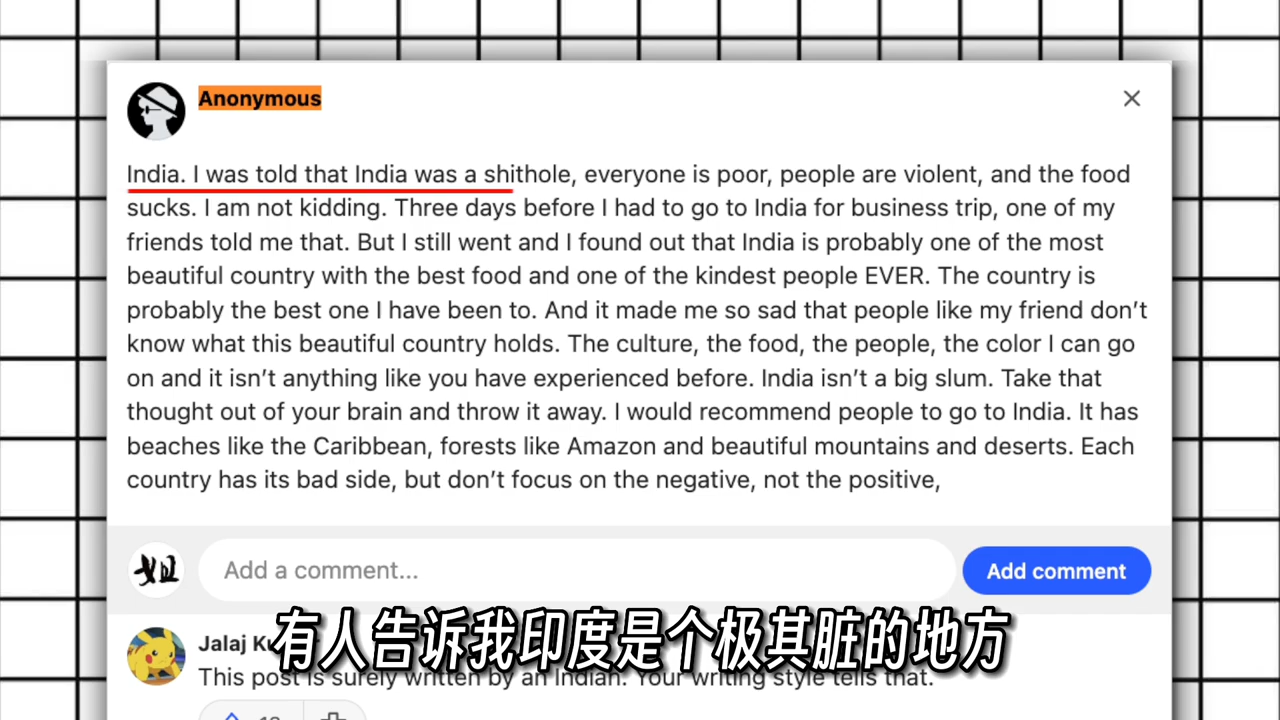 Anonymous
India. I was told that India was a shithole, everyone is poor, people are violent, and the food
sucks. I am not kidding. Three days before I had to go to India for business trip, one of my
friends told me that. But I still went and I found out that India is probably one of the most
beautiful country with the best food and one of the kindest people EVER. The country is
probably the best one I have been to. And it made me so sad that people like my friend don’t
know what this beautiful country holds. The culture, the food, the people, the color I can go
on and it isn’t anything like you have experienced before. India isn’t a big slum. Take that
thought out of your brain and throw it away. I would recommend people to go to India. It has
beaches like the Caribbean, forests like Amazon and beautiful mountains and deserts. Each
country has its bad side, but don’t focus on the negative, not the positive,
Add a comment...
Add comment
有人告诉我印度是个极其脏的地方
Jalaj
This post is surely written by an Indian. Your writing style tells that.